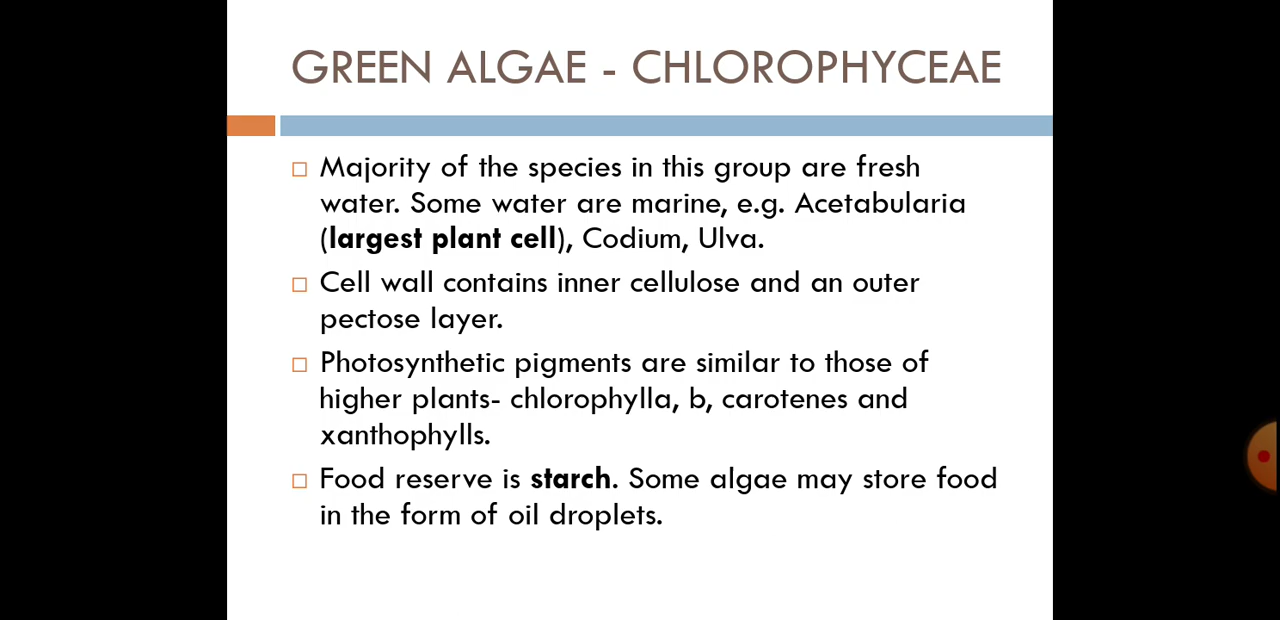 GREEN ALGAE - CHLOROPHYCEAE
Majority of the species in this group are fresh
water. Some water are marine, e.g. Acetabularia
(largest plant cell), Codium, Ulva.
Cell wall contains inner cellulose and an outer
pectose layer.
Photosynthetic pigments are similar to those of
higher plants- chlorophylla, b, carotenes and
xanthophylls.
Food reserve is starch. Some algae may store food
in the form of oil droplets.